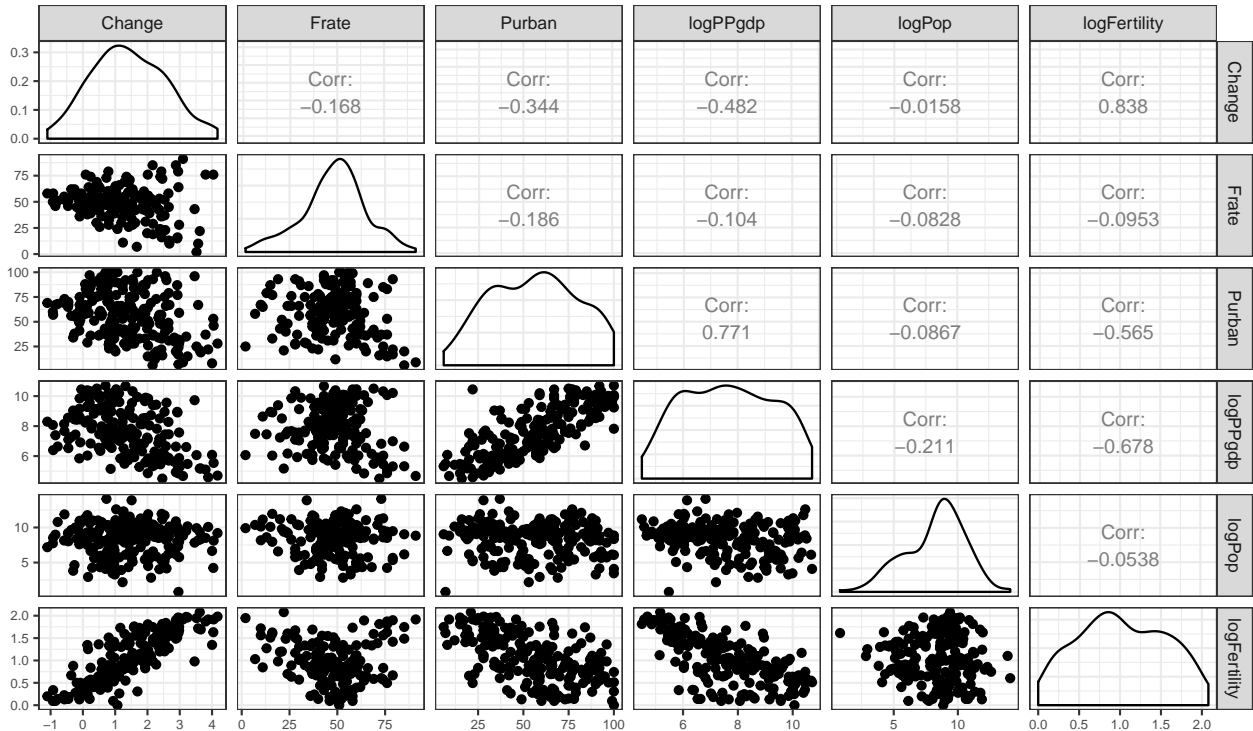 Change Frate Purban logPPgdp logPop logFertility
0.3
0.2
0.1
0.0
Corr:
−0.168
Corr:
−0.344
Corr:
−0.482
Corr:
−0.0158
Corr:
0.838
Change
75
50
25
0
Corr:
−0.186
Corr:
−0.104
Corr:
−0.0828
Corr:
−0.0953
Frate
100
75
50
25
Corr:
0.771
Corr:
−0.0867
Corr:
−0.565
Purban
10
8
6
Corr:
−0.211
Corr:
−0.678
logPPgdp
10
5
Corr:
−0.0538
logPop
2.0
1.5
1.0
0.5
0.0
logFertility
−1 0 1 2 3 4 0 25 50 75 25 50 75 100 6 8 10 5 10 0.0 0.5 1.0 1.5 2.0